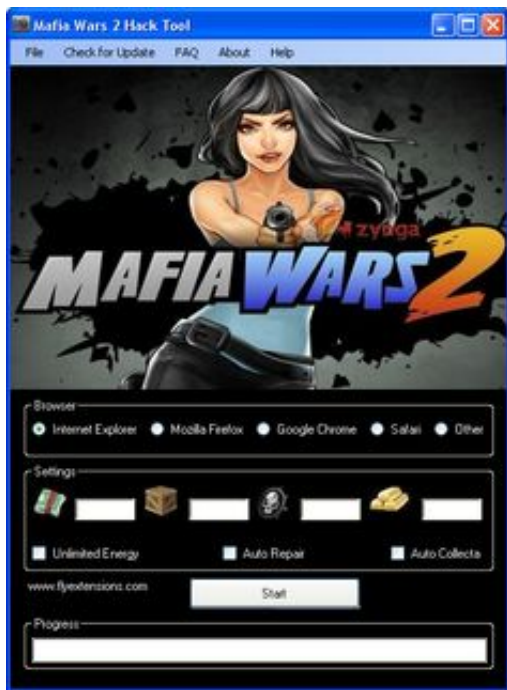 Mafia Wars 2 Hack Tool
File Check for Update FAQ About Help
zynga
MAFIA WARS 2
Browser
Internet Explorer Mozilla Firefox Google Chrome Safari Other
Settings
Unlimited Energy Auto Repair Auto Collecta
www.flyextensions.com Start
Progress